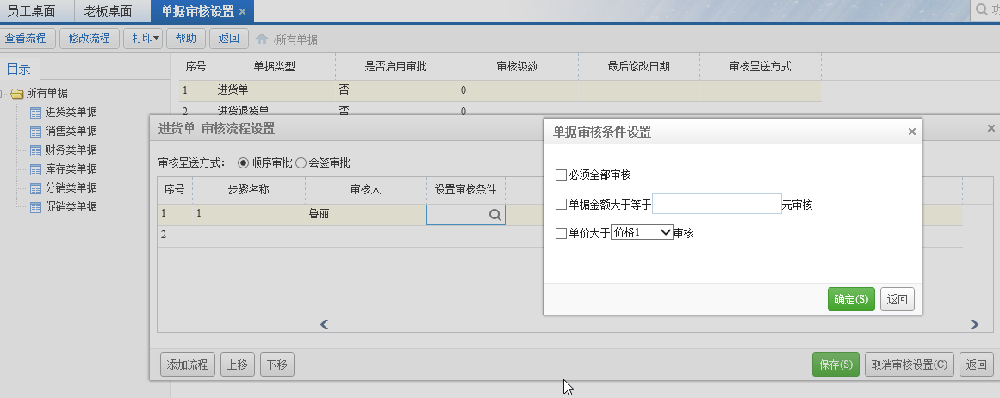 员工桌面 老板桌面 单据审核设置 ×
查看流程 修改流程 打印 帮助 返回 /所有单据
目录
所有单据
进货类单据
销售类单据
财务类单据
库存类单据
分销类单据
促销类单据
序号 单据类型 是否启用审批 审核级数 最后修改日期 审核呈送方式
1 进货单 否 0
2 进货退货单 否 0
进货单 审核流程设置 ×
审核呈送方式: 顺序审批 会签审批
序号 步骤名称 审核人 设置审核条件
1 1 鲁丽
2
添加流程 上移 下移 保存(S) 取消审核设置(C) 返回
单据审核条件设置 ×
必须全部审核
单据金额大于等于 元审核
单价大于 价格1 审核
确定(S) 返回